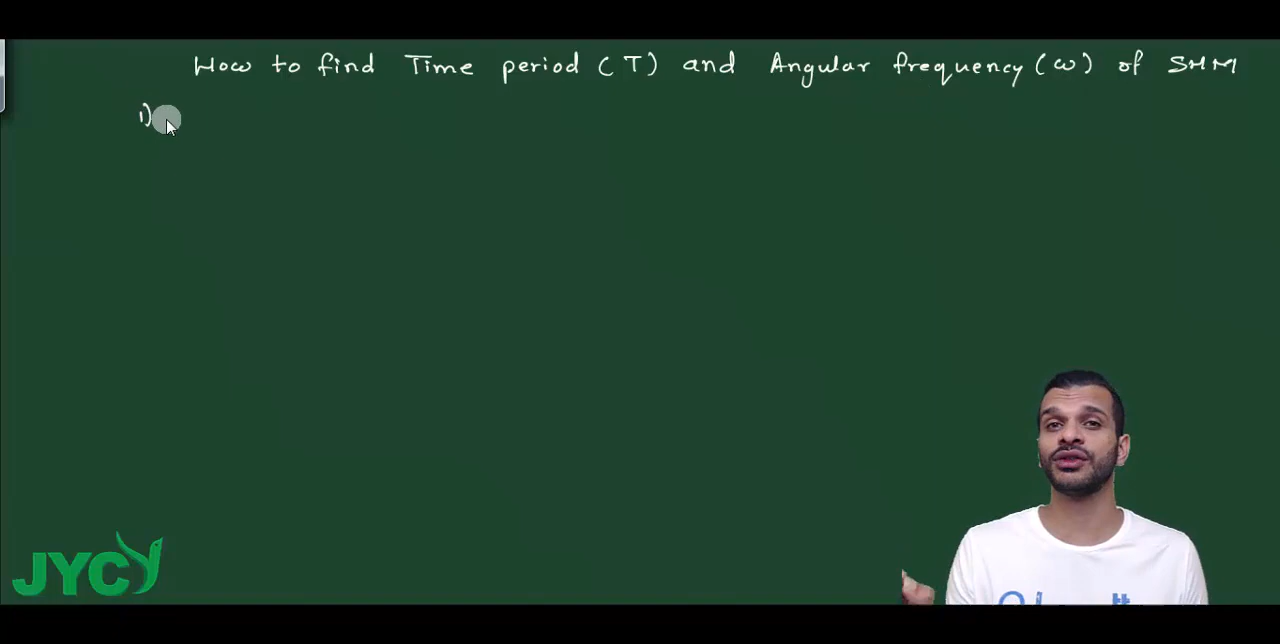 How to find Time period (T) and Angular frequency (ω) of SHM
1)
JYC